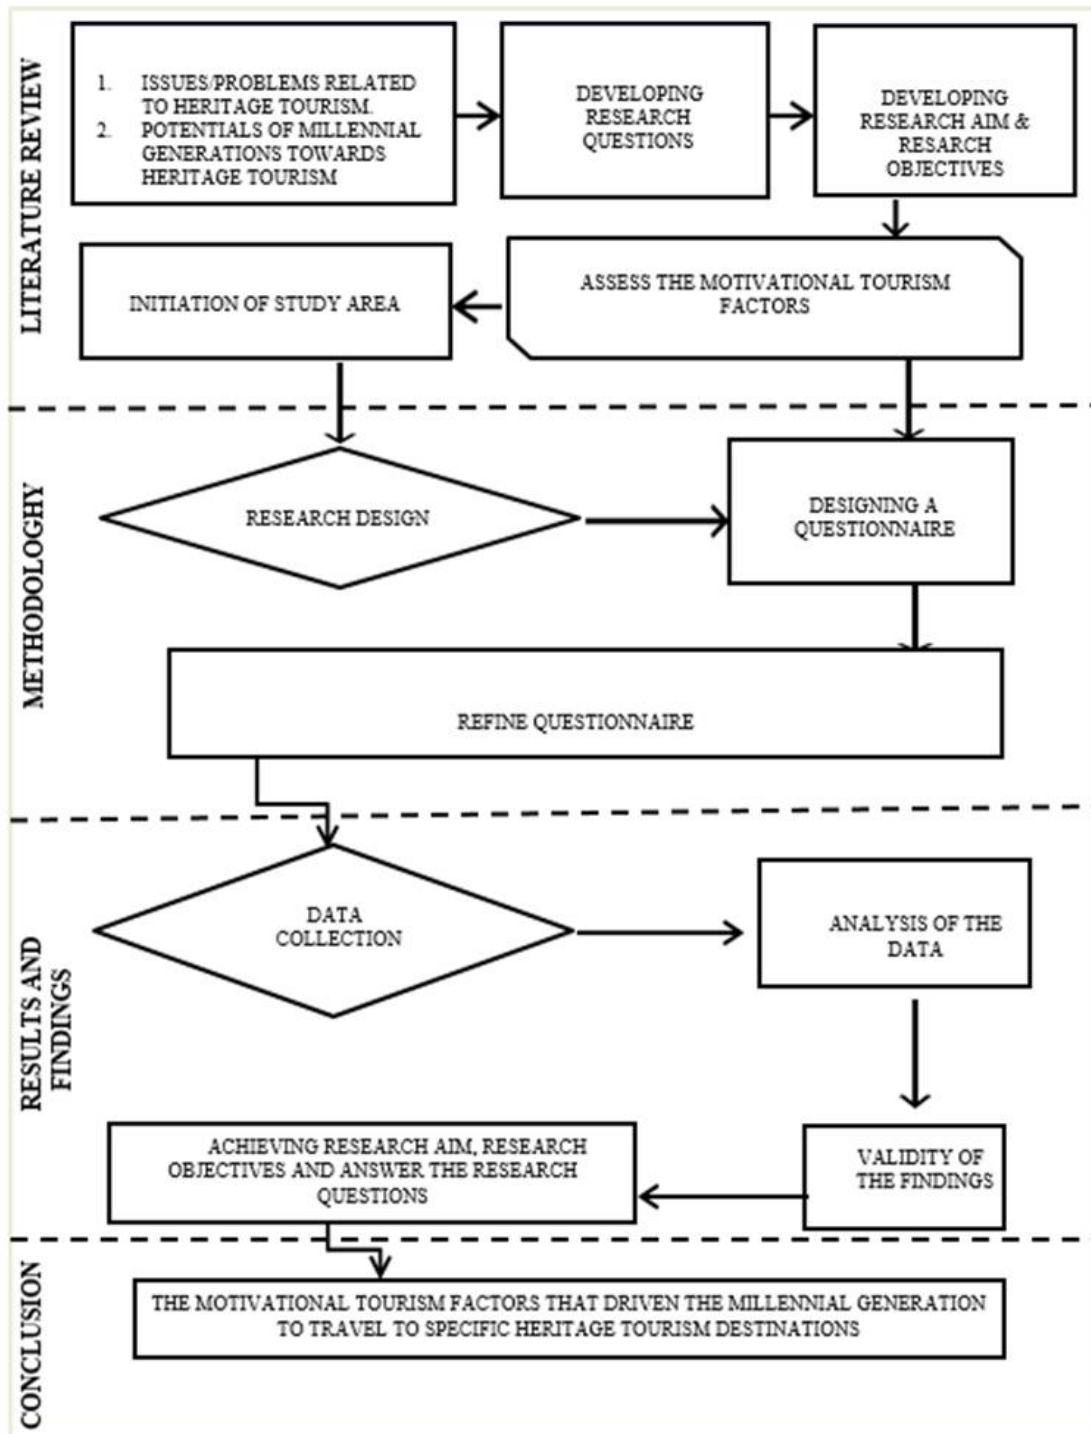 LITERATURE REVIEW
1. ISSUES/PROBLEMS RELATED
TO HERITAGE TOURISM.
2. POTENTIALS OF MILLENNIAL
GENERATIONS TOWARDS
HERITAGE TOURISM
DEVELOPING
RESEARCH
QUESTIONS
DEVELOPING
RESEARCH AIM &
RESARCH
OBJECTIVES
INITIATION OF STUDY AREA
ASSESS THE MOTIVATIONAL TOURISM
FACTORS
METHODOLOGHY
RESEARCH DESIGN
DESIGNING A
QUESTIONNAIRE
REFINE QUESTIONNAIRE
RESULTS AND
FINDINGS
DATA
COLLECTION
ANALYSIS OF THE
DATA
ACHIEVING RESEARCH AIM, RESEARCH
OBJECTIVES AND ANSWER THE RESEARCH
QUESTIONS
VALIDITY OF
THE FINDINGS
CONCLUSION
THE MOTIVATIONAL TOURISM FACTORS THAT DRIVEN THE MILLENNIAL GENERATION
TO TRAVEL TO SPECIFIC HERITAGE TOURISM DESTINATIONS